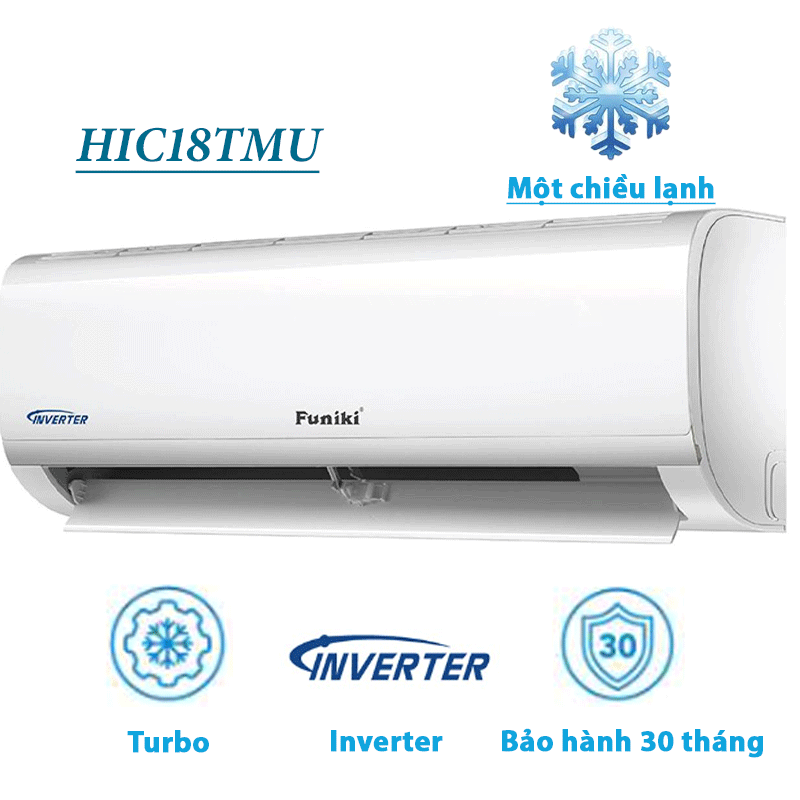 HIC18TMU
Một chiều lạnh
INVERTER
Funiki®
30
INVERTER
Turbo
Inverter
Bảo hành 30 tháng